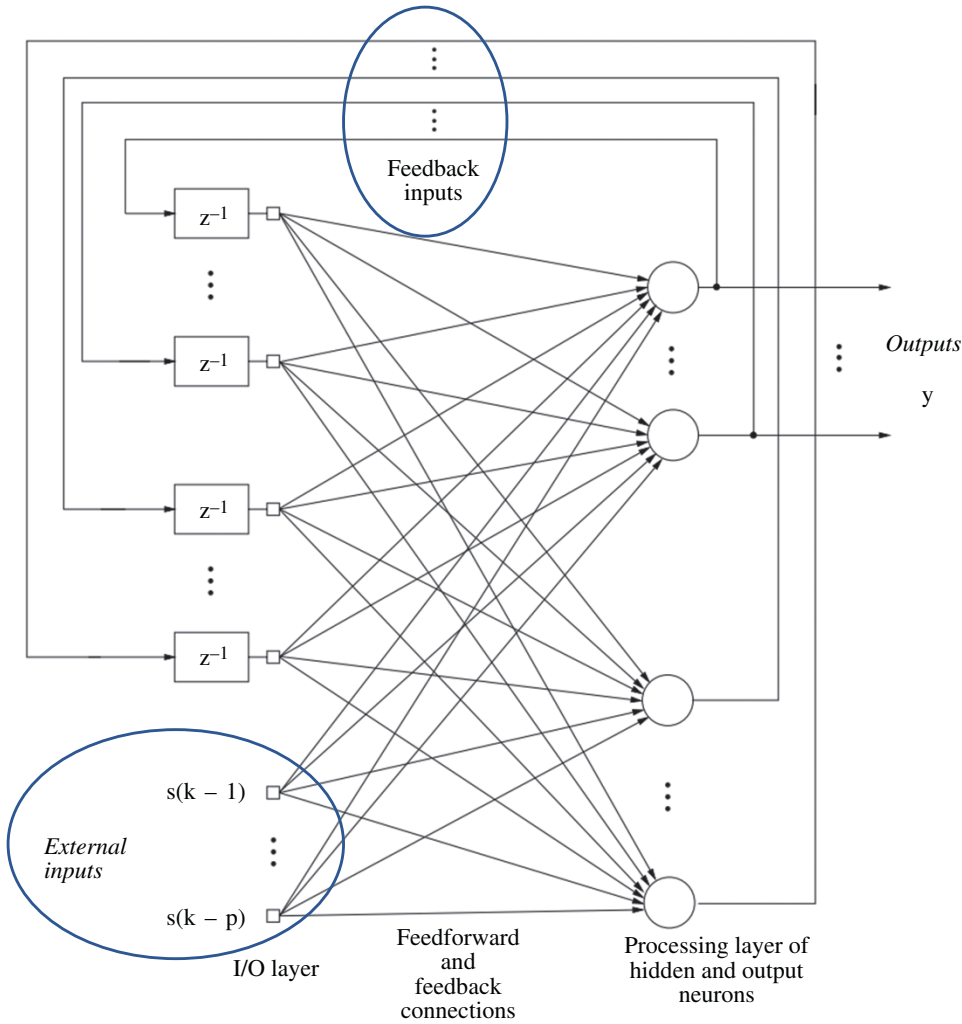 Feedback
inputs
z–1
z–1
Outputs
y
z–1
z–1
s(k – 1)
External
inputs
s(k – p)
I/O layer
Feedforward
and
feedback
connections
Processing layer of
hidden and output
neurons